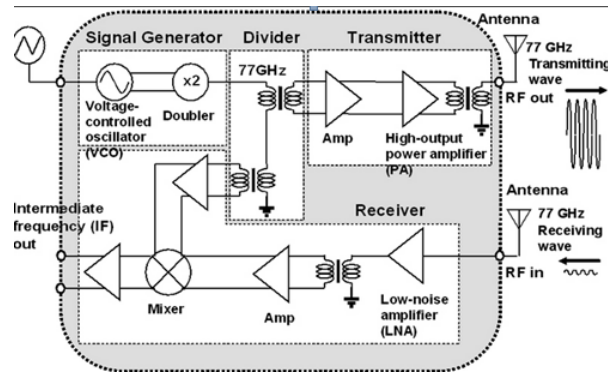 Signal Generator
Divider
Transmitter
Antenna
77 GHz
Transmitting
wave
RF out
77GHz
x2
Voltage-
controlled
oscillator
(VCO)
Doubler
Amp
High-output
power amplifier
(PA)
Antenna
77 GHz
Receiving
wave
RF in
Receiver
Intermediate
frequency (IF)
out
Mixer
Amp
Low-noise
amplifier
(LNA)